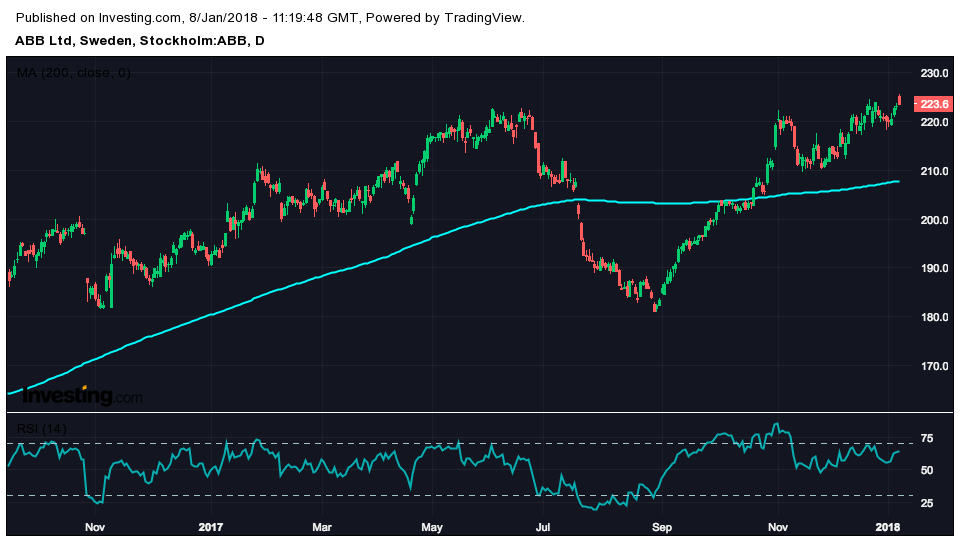 Published on Investing.com, 8/Jan/2018 - 11:19:48 GMT, Powered by TradingView.
ABB Ltd, Sweden, Stockholm:ABB, D
MA (200, close, 0)
230.0
223.6
220.0
210.0
200.0
190.0
180.0
170.0
Investing.com
RSI (14)
75
50
25
Nov 2017 Mar May Jul Sep Nov 2018